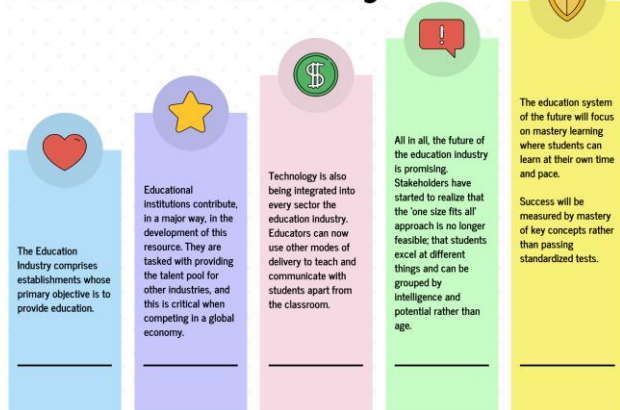 The Education
Industry comprises
establishments whose
primary objective is to
provide education.
Educational
institutions contribute,
in a major way, in the
development of this
resource. They are
tasked with providing
the talent pool for
other industries, and
this is critical when
competing in a global
economy.
Technology is also
being integrated into
every sector the
education industry.
Educators can now
use other modes of
delivery to teach and
communicate with
students apart from
the classroom.
All in all, the future of
the education industry
is promising.
Stakeholders have
started to realize that
the 'one size fits all'
approach is no longer
feasible; that students
excel at different
things and can be
grouped by
intelligence and
potential rather than
age.
The education system
of the future will focus
on mastery learning
where students can
learn at their own time
and pace.
Success will be
measured by mastery
of key concepts rather
than passing
standardized tests.